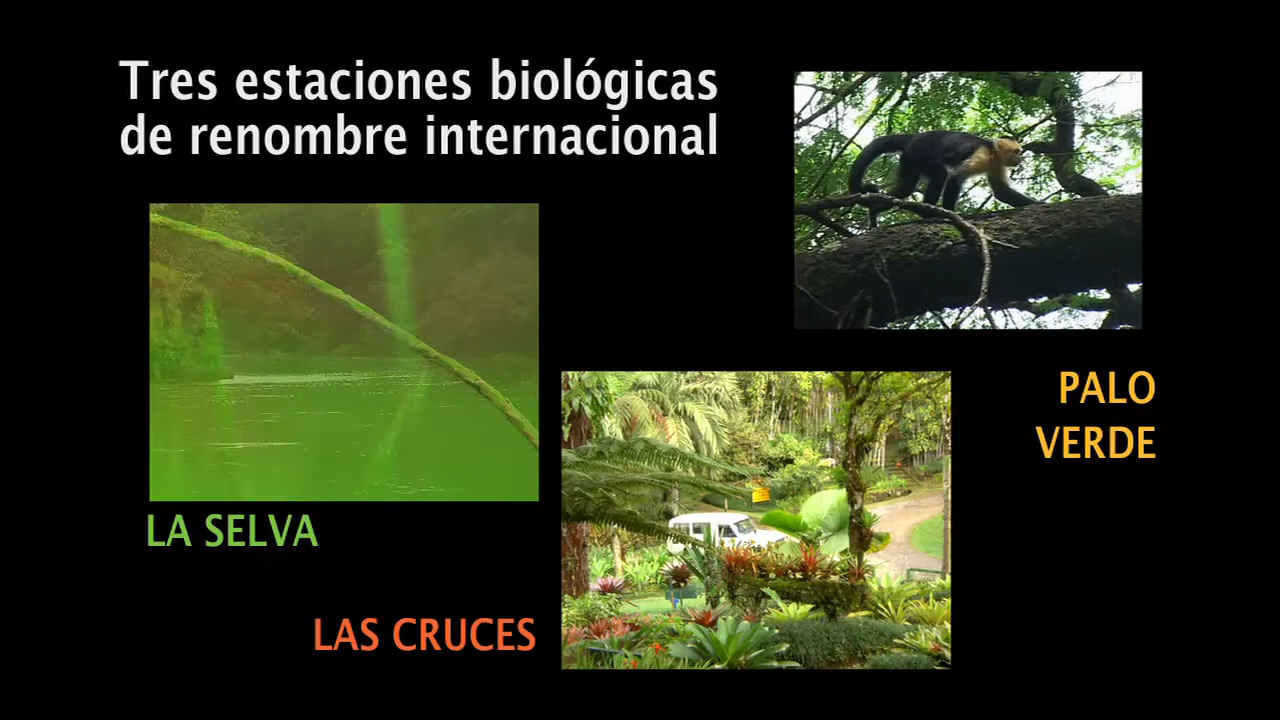 Tres estaciones biológicas
de renombre internacional
PALO
VERDE
LA SELVA
LAS CRUCES